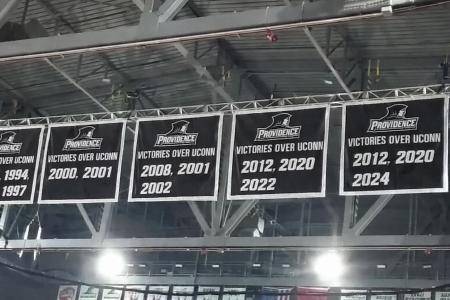 PROVIDENCE
VICTORIES OVER UCONN
1994,
1997
PROVIDENCE
VICTORIES OVER UCONN
2000, 2001
PROVIDENCE
VICTORIES OVER UCONN
2008, 2001
2002
PROVIDENCE
VICTORIES OVER UCONN
2012, 2020
2022
PROVIDENCE
VICTORIES OVER UCONN
2012, 2020
2024